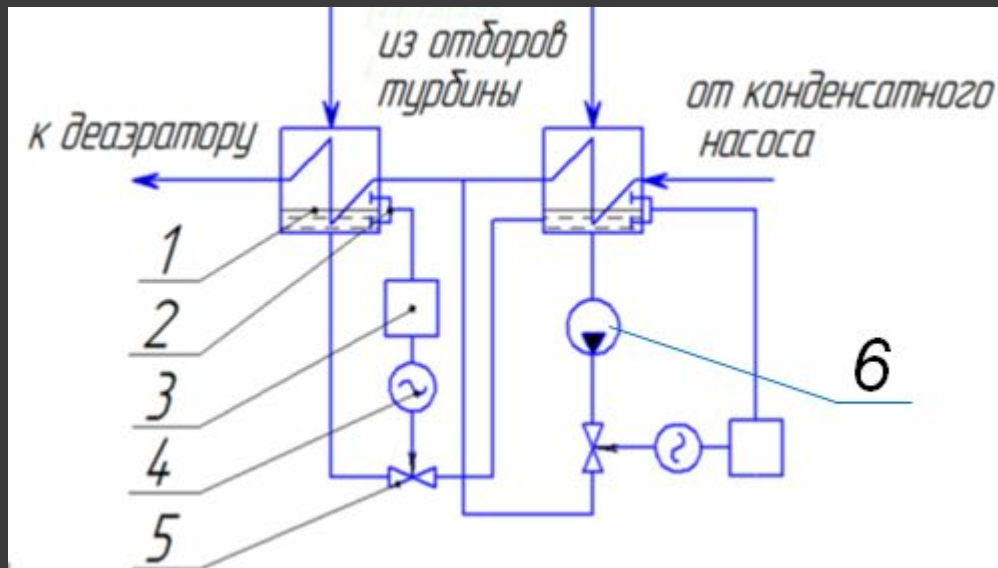 из отборов
турбины
от конденсатного
насоса
к деаэратору
1
2
3
4
5
6